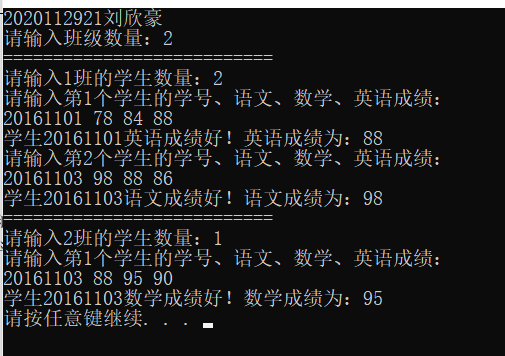 2020112921刘欣豪
请输入班级数量：2
===========================
请输入1班的学生数量：2
请输入第1个学生的学号、语文、数学、英语成绩：
20161101 78 84 88
学生20161101英语成绩好！英语成绩为：88
请输入第2个学生的学号、语文、数学、英语成绩：
20161103 98 88 86
学生20161103语文成绩好！语文成绩为：98
===========================
请输入2班的学生数量：1
请输入第1个学生的学号、语文、数学、英语成绩：
20161103 88 95 90
学生20161103数学成绩好！数学成绩为：95
请按任意键继续. . .